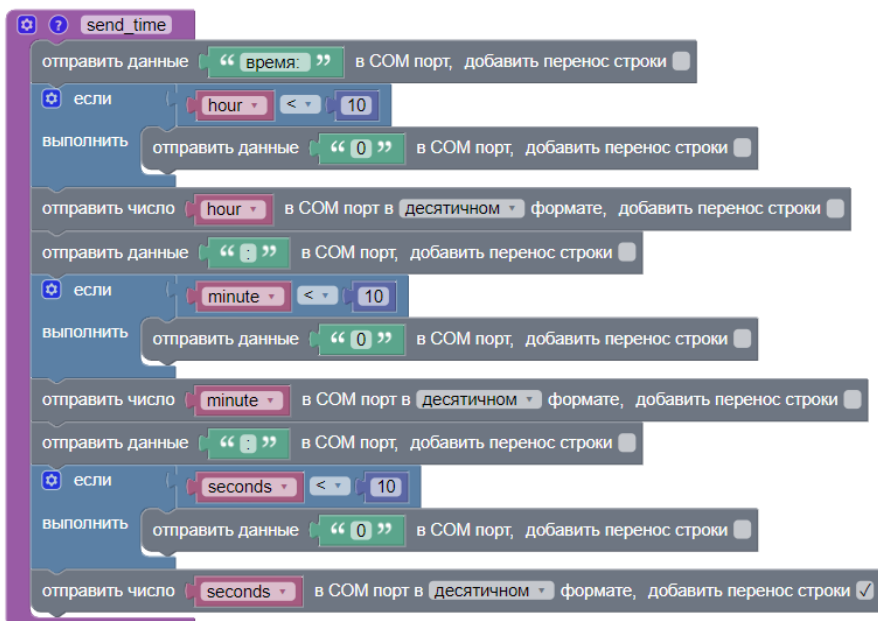 send_time
отправить данные “ время: ” в COM порт, добавить перенос строки
если hour < 10
выполнить отправить данные “ 0 ” в COM порт, добавить перенос строки
отправить число hour в COM порт в десятичном формате, добавить перенос строки
отправить данные “ : ” в COM порт, добавить перенос строки
если minute < 10
выполнить отправить данные “ 0 ” в COM порт, добавить перенос строки
отправить число minute в COM порт в десятичном формате, добавить перенос строки
отправить данные “ : ” в COM порт, добавить перенос строки
если seconds < 10
выполнить отправить данные “ 0 ” в COM порт, добавить перенос строки
отправить число seconds в COM порт в десятичном формате, добавить перенос строки